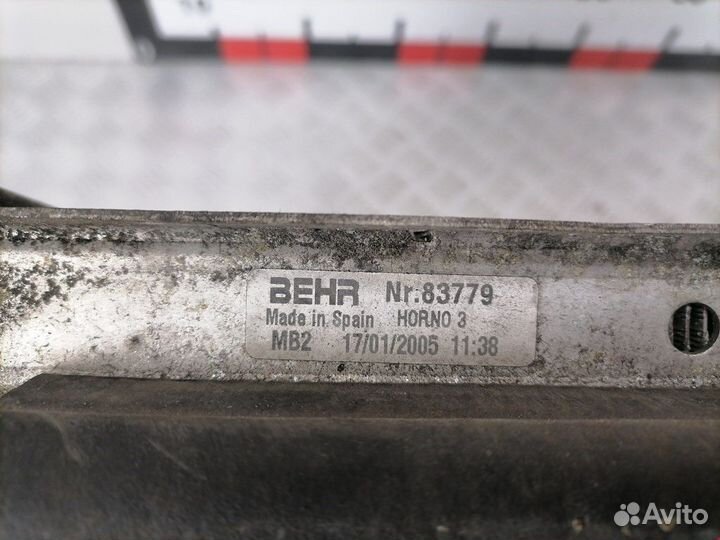 BEHR Nr:83779
Made in Spain HORNO 3
MB2 17/01/2005 11:38
Avito